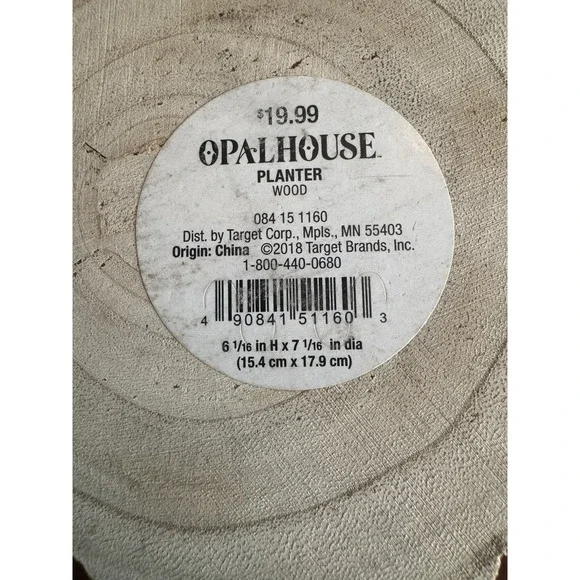 $19.99
OPALHOUSE™
PLANTER
WOOD
084 15 1160
Dist. by Target Corp., Mpls., MN 55403
Origin: China ©2018 Target Brands, Inc.
1-800-440-0680
4 90841 51160 3
6 1/16 in H x 7 1/16 in dia
(15.4 cm x 17.9 cm)